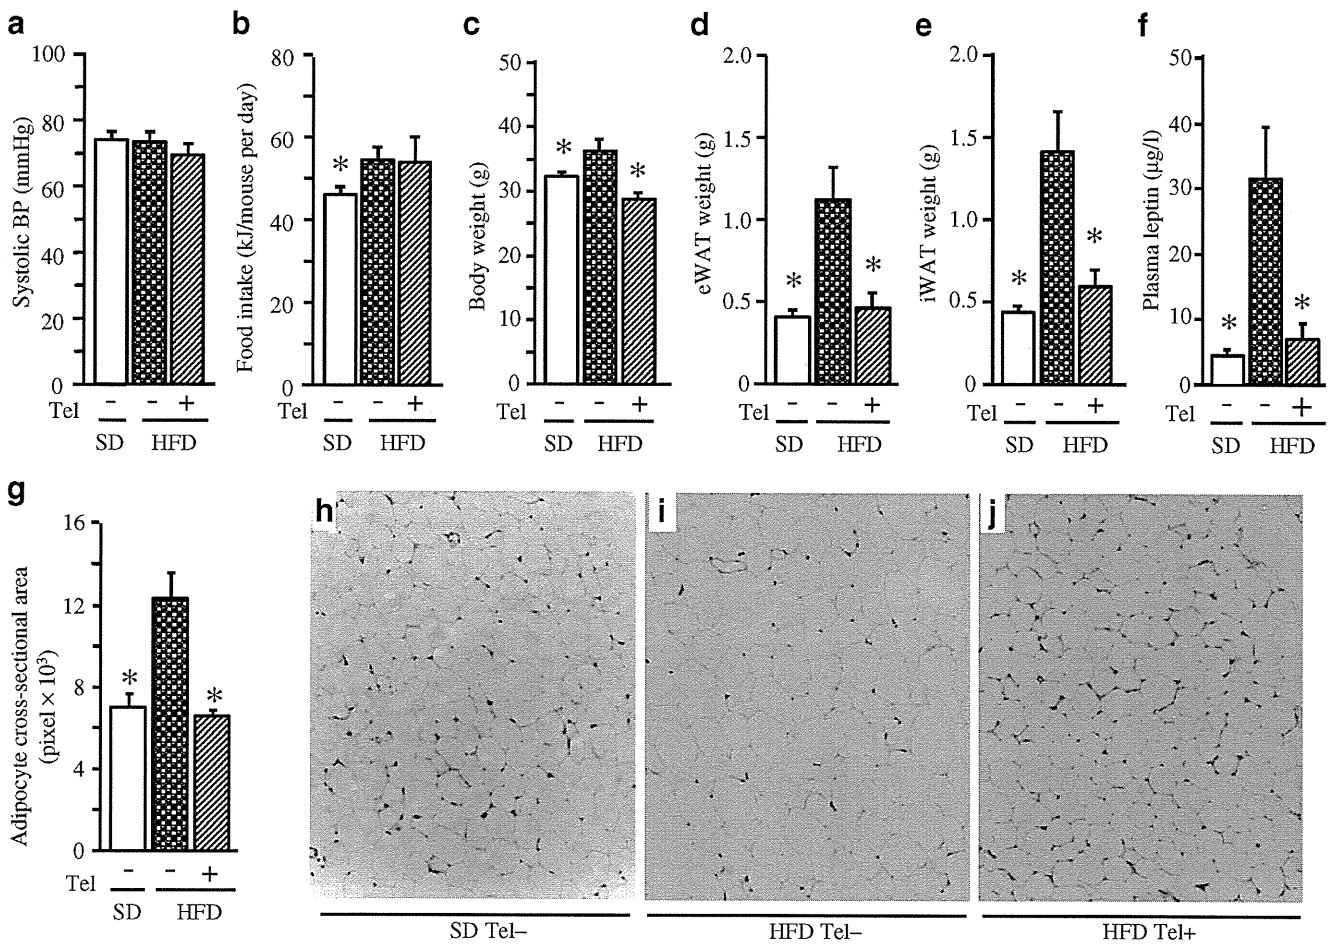 a
b
c
d
e
f
Systolic BP (mmHg)
100
80
60
40
20
0
Tel - - +
SD HFD
Food intake (kJ/mouse per day)
80
60
40
20
0
*
- - +
SD HFD
Body weight (g)
50
40
30
20
10
0
* *
Tel - - +
SD HFD
eWAT weight (g)
2.0
1.5
1.0
0.5
0
* *
Tel - - +
SD HFD
iWAT weight (g)
2.0
1.5
1.0
0.5
0
* *
Tel - - +
SD HFD
Plasma leptin (μg/l)
50
40
30
20
10
0
* *
Tel - - +
SD HFD
g
Adipocyte cross-sectional area
(pixel × 10³)
16
12
8
4
0
* *
Tel - - +
SD HFD
h
SD Tel–
i
HFD Tel–
j
HFD Tel+